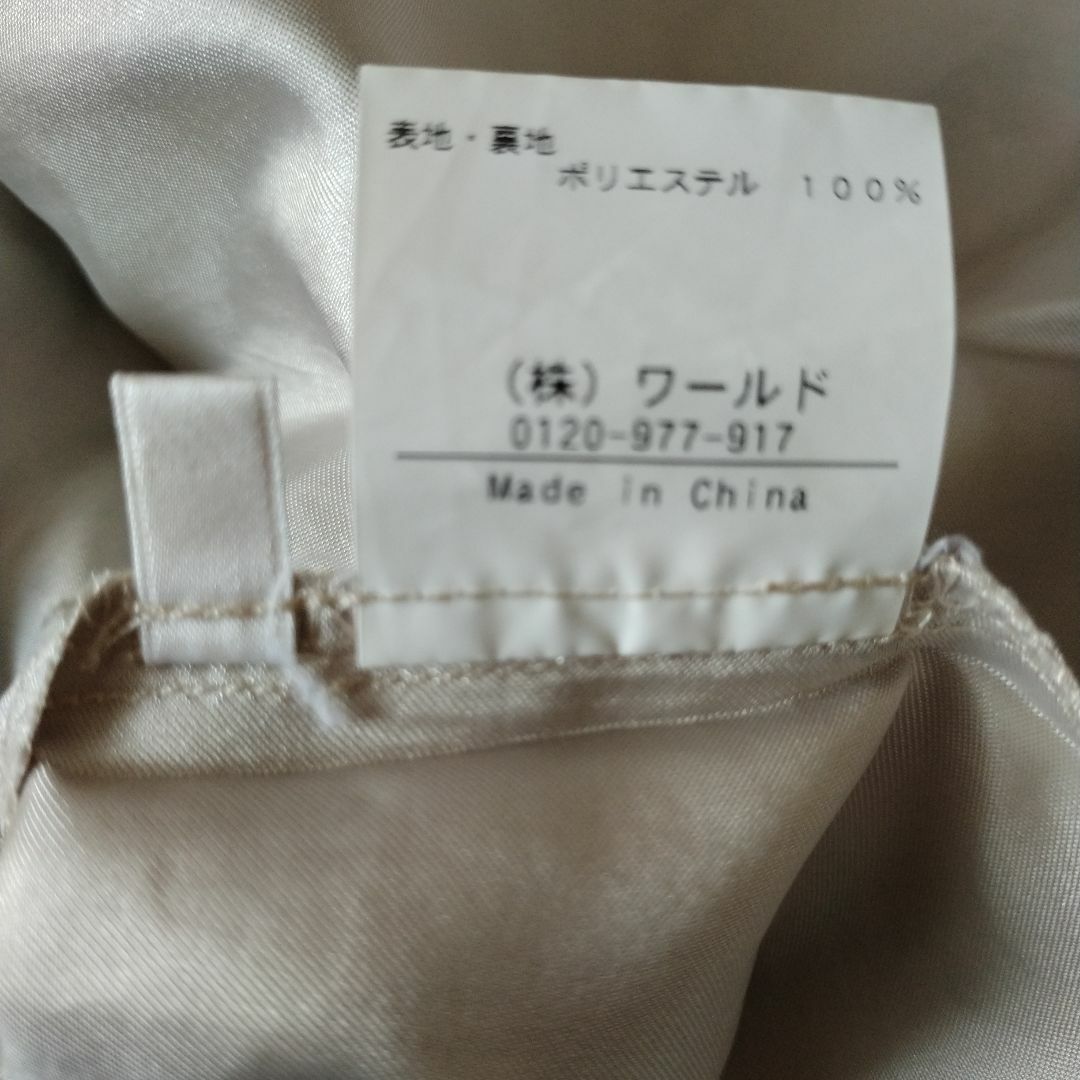 表地・裏地
ポリエステル　１００％
（株）ワールド
0120-977-917
Made in China